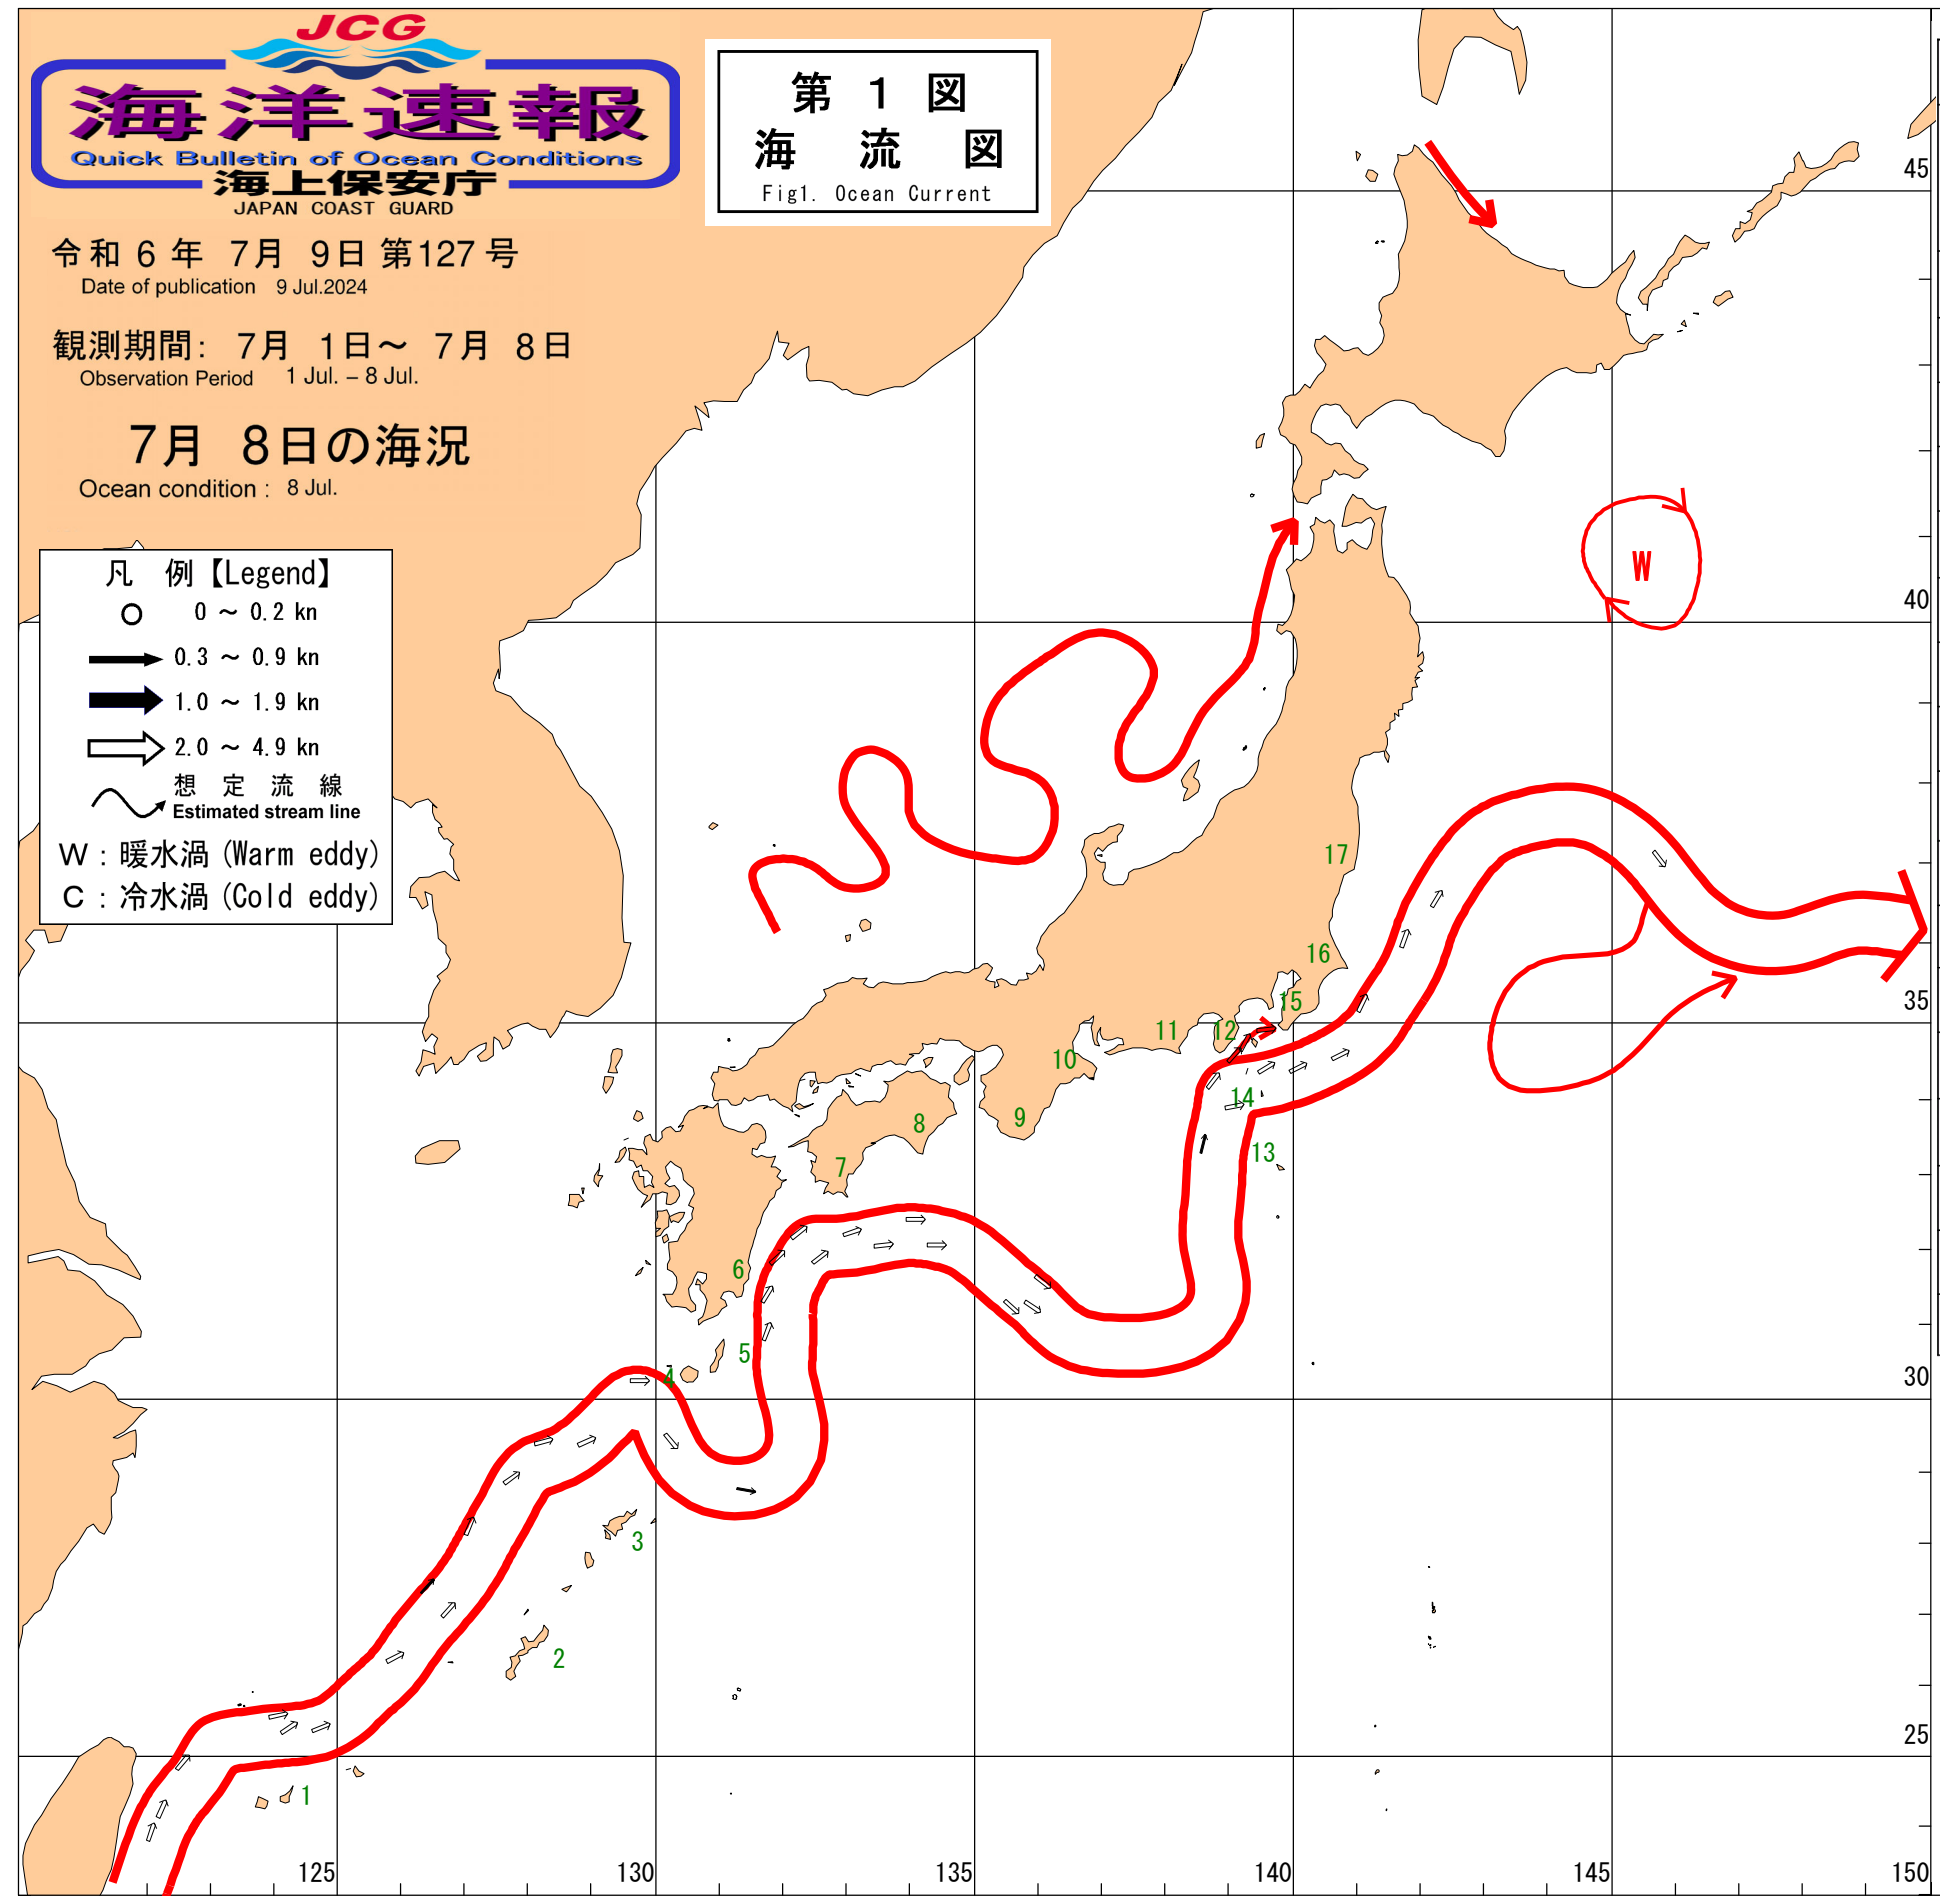 JCG
海洋速報
Quick Bulletin of Ocean Conditions
海上保安庁
JAPAN COAST GUARD
令和 6 年 7月 9日 第127号
Date of publication 9 Jul.2024
観測期間: 7月 1日～ 7月 8日
Observation Period 1 Jul. – 8 Jul.
7月 8日の海況
Ocean condition : 8 Jul.
第 1 図
海 流 図
Fig1. Ocean Current
凡 例【Legend】
0 ～ 0.2 kn
0.3 ～ 0.9 kn
1.0 ～ 1.9 kn
2.0 ～ 4.9 kn
想 定 流 線
Estimated stream line
W : 暖水渦 (Warm eddy)
C : 冷水渦 (Cold eddy)
45
W
40
17
16
35
15
12
11
10
14
9
8
13
7
6
5
4
30
3
2
25
1
125
130
135
140
145
150